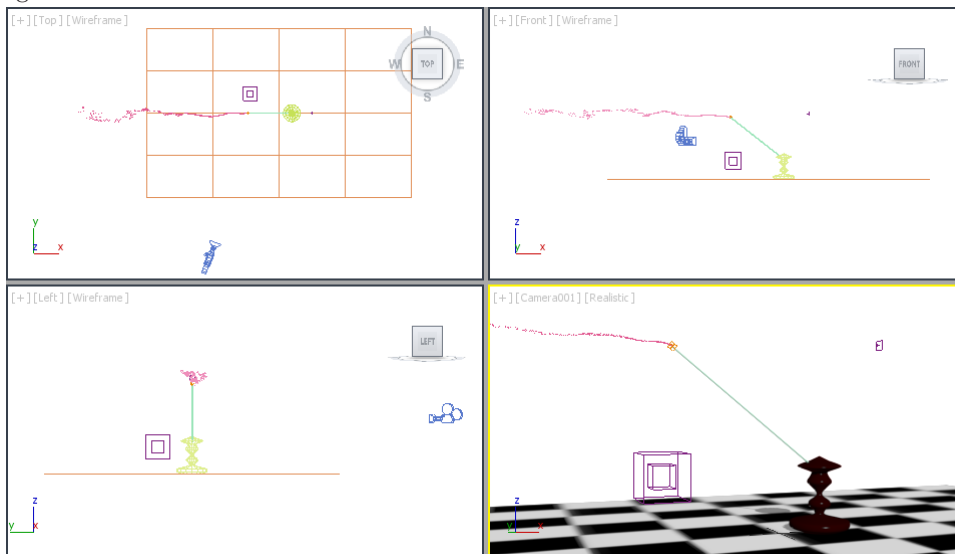 [+] [Top] [Wireframe]
N
W TOP E
S
y
z x
[+] [Front] [Wireframe]
FRONT
z
y x
[+] [Left] [Wireframe]
LEFT
z
y x
[+] [Camera001] [Realistic]
z
y x